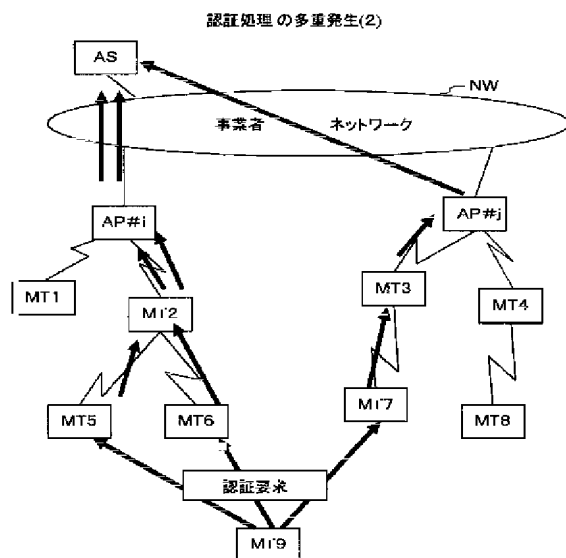 認証処理の多重発生(2)
AS
NW
事業者 ネットワーク
AP#i
AP#j
MT1
MT2
MT3
MT4
MT5
MT6
MT7
MT8
認証要求
MT9